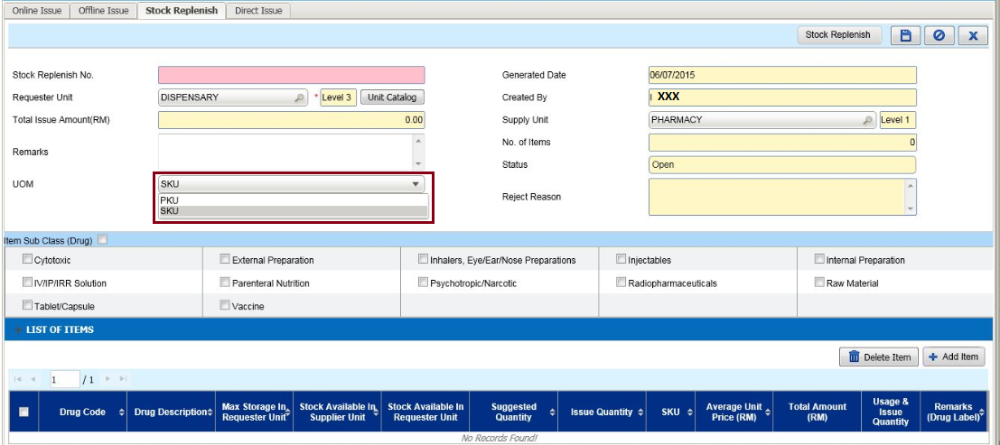 Online Issue Offline Issue Stock Replenish Direct Issue
Stock Replenish
Stock Replenish No. Generated Date 06/07/2015
Requester Unit DISPENSARY * Level 3 Unit Catalog Created By XXX
Total Issue Amount(RM) 0.00 Supply Unit PHARMACY Level 1
Remarks No. of Items 0
Status Open
UOM SKU Reject Reason
PKU
SKU
Item Sub Class (Drug)
Cytotoxic External Preparation Inhalers, Eye/Ear/Nose Preparations Injectables Internal Preparation
IV/IP/IRR Solution Parenteral Nutrition Psychotropic/Narcotic Radiopharmaceuticals Raw Material
Tablet/Capsule Vaccine
LIST OF ITEMS
Delete Item Add Item
1 / 1
Drug Code Drug Description Max Storage In Requester Unit Stock Available In Supplier Unit Stock Available In Requester Unit Suggested Quantity Issue Quantity SKU Average Unit Price (RM) Total Amount (RM) Usage & Issue Quantity Remarks (Drug Label)
No Records Found!